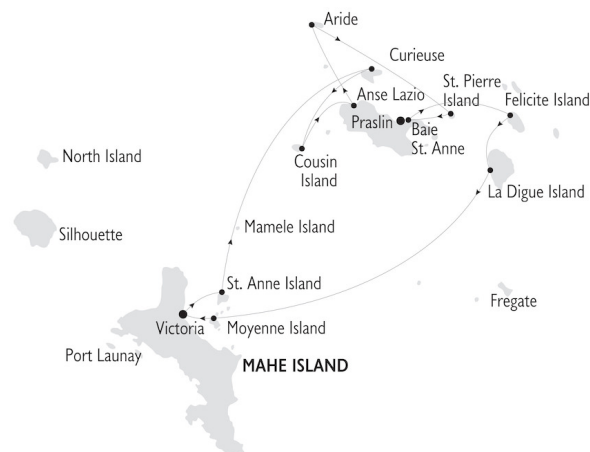 Aride
Curieuse
Anse Lazio
St. Pierre
Island
Felicite Island
Praslin
Baie
St. Anne
Cousin
Island
North Island
La Digue Island
Silhouette
Mamele Island
St. Anne Island
Fregate
Victoria
Moyenne Island
Port Launay
MAHE ISLAND